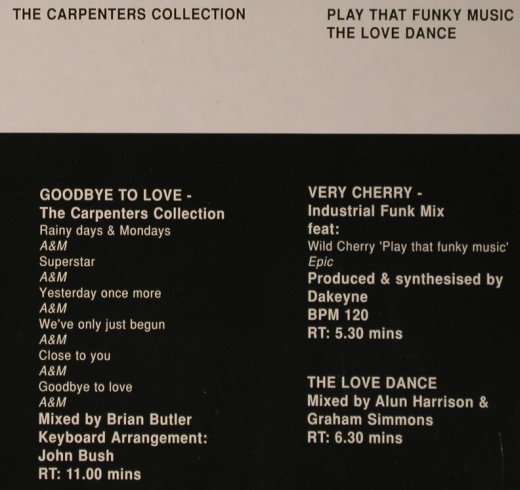 THE CARPENTERS COLLECTION
PLAY THAT FUNKY MUSIC
THE LOVE DANCE
GOODBYE TO LOVE -
The Carpenters Collection
Rainy days & Mondays
A&M
Superstar
A&M
Yesterday once more
A&M
We've only just begun
A&M
Close to you
A&M
Goodbye to love
A&M
Mixed by Brian Butler
Keyboard Arrangement:
John Bush
RT: 11.00 mins
VERY CHERRY -
Industrial Funk Mix
feat:
Wild Cherry 'Play that funky music'
Epic
Produced & synthesised by
Dakeyne
BPM 120
RT: 5.30 mins
THE LOVE DANCE
Mixed by Alun Harrison &
Graham Simmons
RT: 6.30 mins